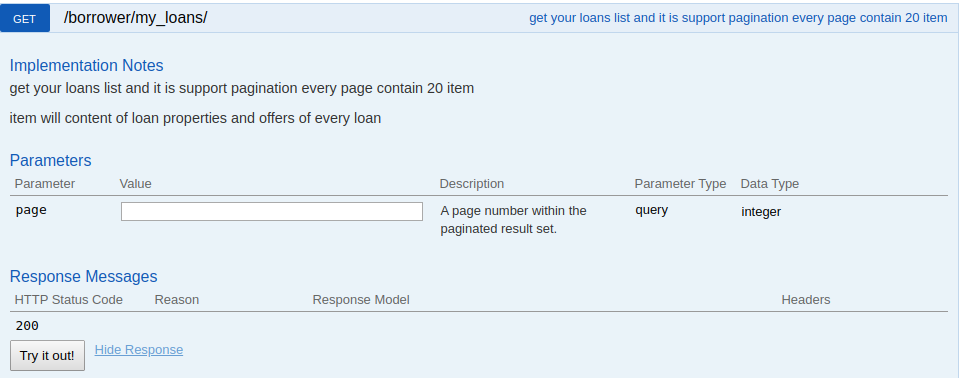 GET /borrower/my_loans/ get your loans list and it is support pagination every page contain 20 item
Implementation Notes
get your loans list and it is support pagination every page contain 20 item
item will content of loan properties and offers of every loan
Parameters
Parameter Value Description Parameter Type Data Type
page A page number within the query integer
paginated result set.
Response Messages
HTTP Status Code Reason Response Model Headers
200
Try it out! Hide Response